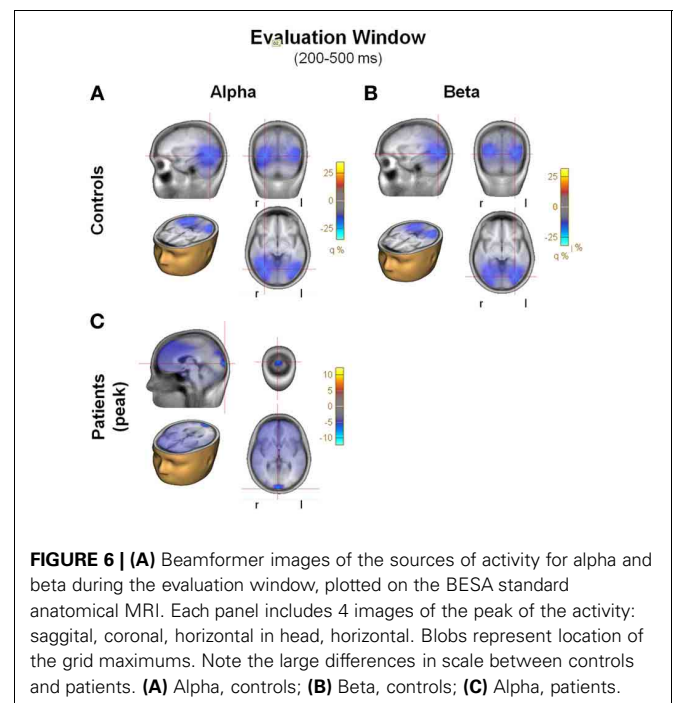 Evaluation Window
(200-500 ms)
A
Alpha
B
Beta
Controls
25
0
-25
q %
r l
25
0
-25
| %
q %
r l
C
Patients
(peak)
10
5
0
-5
-10
r l
FIGURE 6 | (A) Beamformer images of the sources of activity for alpha and
beta during the evaluation window, plotted on the BESA standard
anatomical MRI. Each panel includes 4 images of the peak of the activity:
saggital, coronal, horizontal in head, horizontal. Blobs represent location of
the grid maximums. Note the large differences in scale between controls
and patients. (A) Alpha, controls; (B) Beta, controls; (C) Alpha, patients.